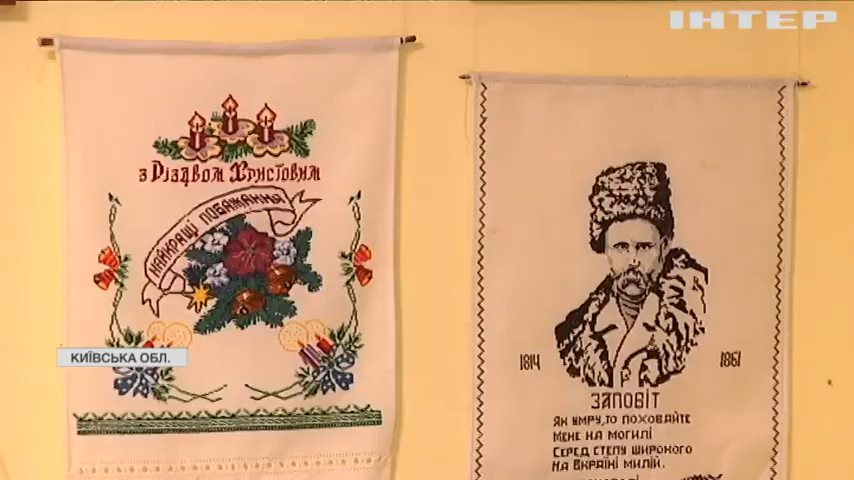 ІНТЕР
з Різдвом Христовим
НАЙКРАЩІ ПОБАЖАННЯ
КИЇВСЬКА ОБЛ.
1814
1861
ЗАПОВІТ
Як умру, то поховайте
Мене на могилі
Серед степу широкого
На Вкраїні милій.